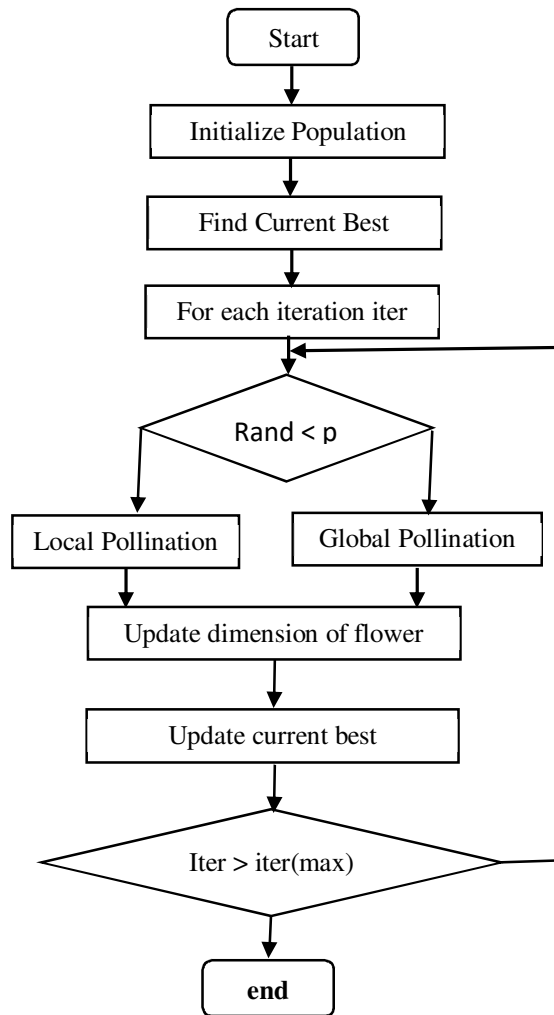 Start
Initialize Population
Find Current Best
For each iteration iter
Rand < p
Local Pollination
Global Pollination
Update dimension of flower
Update current best
Iter > iter(max)
end